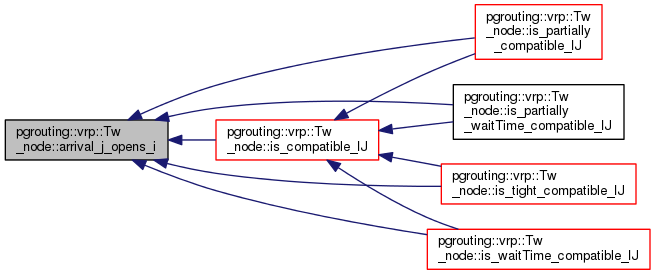 pgrouting::vrp::Tw
_node::arrival_j_opens_i
pgrouting::vrp::Tw
_node::is_compatible_IJ
pgrouting::vrp::Tw
_node::is_partially
_compatible_IJ
pgrouting::vrp::Tw
_node::is_partially
_waitTime_compatible_IJ
pgrouting::vrp::Tw
_node::is_tight_compatible_IJ
pgrouting::vrp::Tw
_node::is_waitTime_compatible_IJ